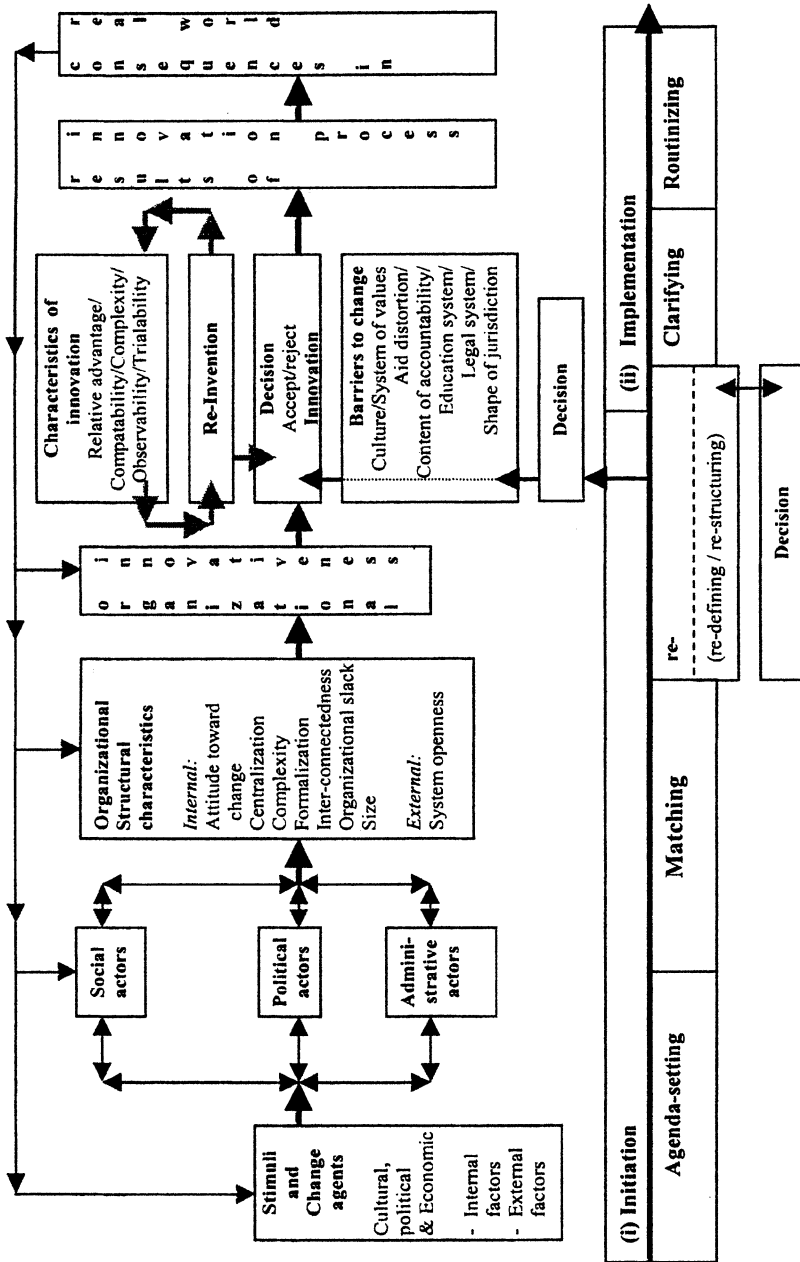 Stimuli
and
Change
agents
Cultural,
political
& Economic
- Internal
factors
- External
factors
Social
actors
Political
actors
Admini-
strative
actors
Organizational
Structural
characteristics
Internal:
Attitude toward
change
Centralization
Complexity
Formalization
Inter-connectedness
Organizational slack
Size
External:
System openness
organizational
innovativeness
Characteristics of
innovation
Relative advantage/
Compatability/Complexity/
Observability/Trialability
Re-Invention
Decision
Accept/reject
Innovation
Barriers to change
Culture/System of values
Aid distortion/
Content of accountability/
Education system/
Legal system/
Shape of jurisdiction
Decision
results of
innovation process
consequences in
real world
(i) Initiation
(ii) Implementation
Agenda-setting
Matching
re-
(re-defining / re-structuring)
Clarifying
Routinizing
Decision